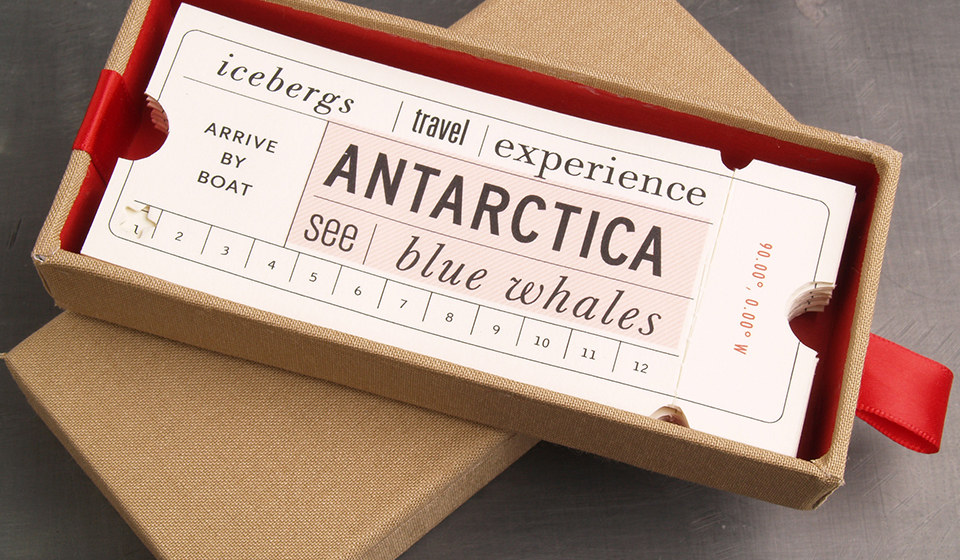 icebergs travel experience
ARRIVE
BY
BOAT
ANTARCTICA
see blue whales
1 2 3 4 5 6 7 8 9 10 11 12
90.00°, 0.00° W